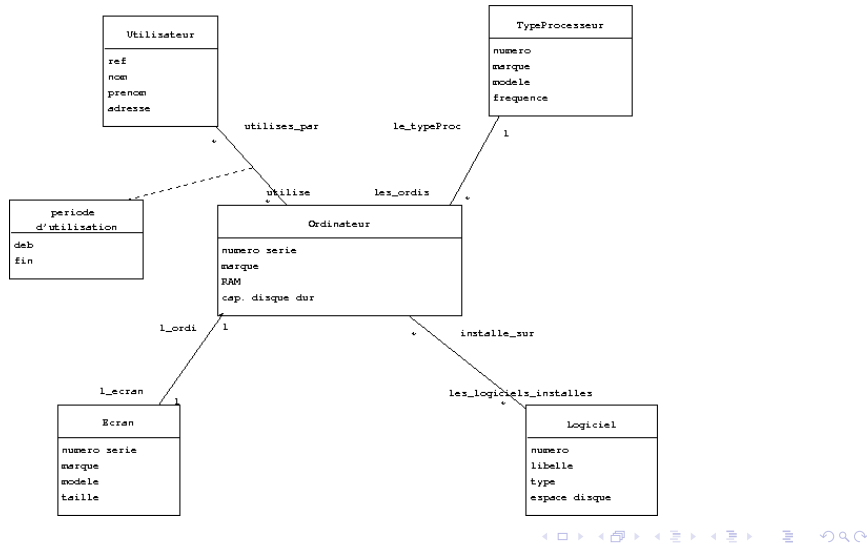 Utilisateur
ref
nom
prenom
adresse
TypeProcesseur
numero
marque
modele
frequence
utilises_par
le_typeProc
*
1
utilise
les_ordis
*
*
periode
d'utilisation
deb
fin
Ordinateur
numero serie
marque
RAM
cap. disque dur
l_ordi
1
*
installe_sur
l_ecran
1
les_logiciels_installes
*
Ecran
numero serie
marque
modele
taille
Logiciel
numero
libelle
type
espace disque